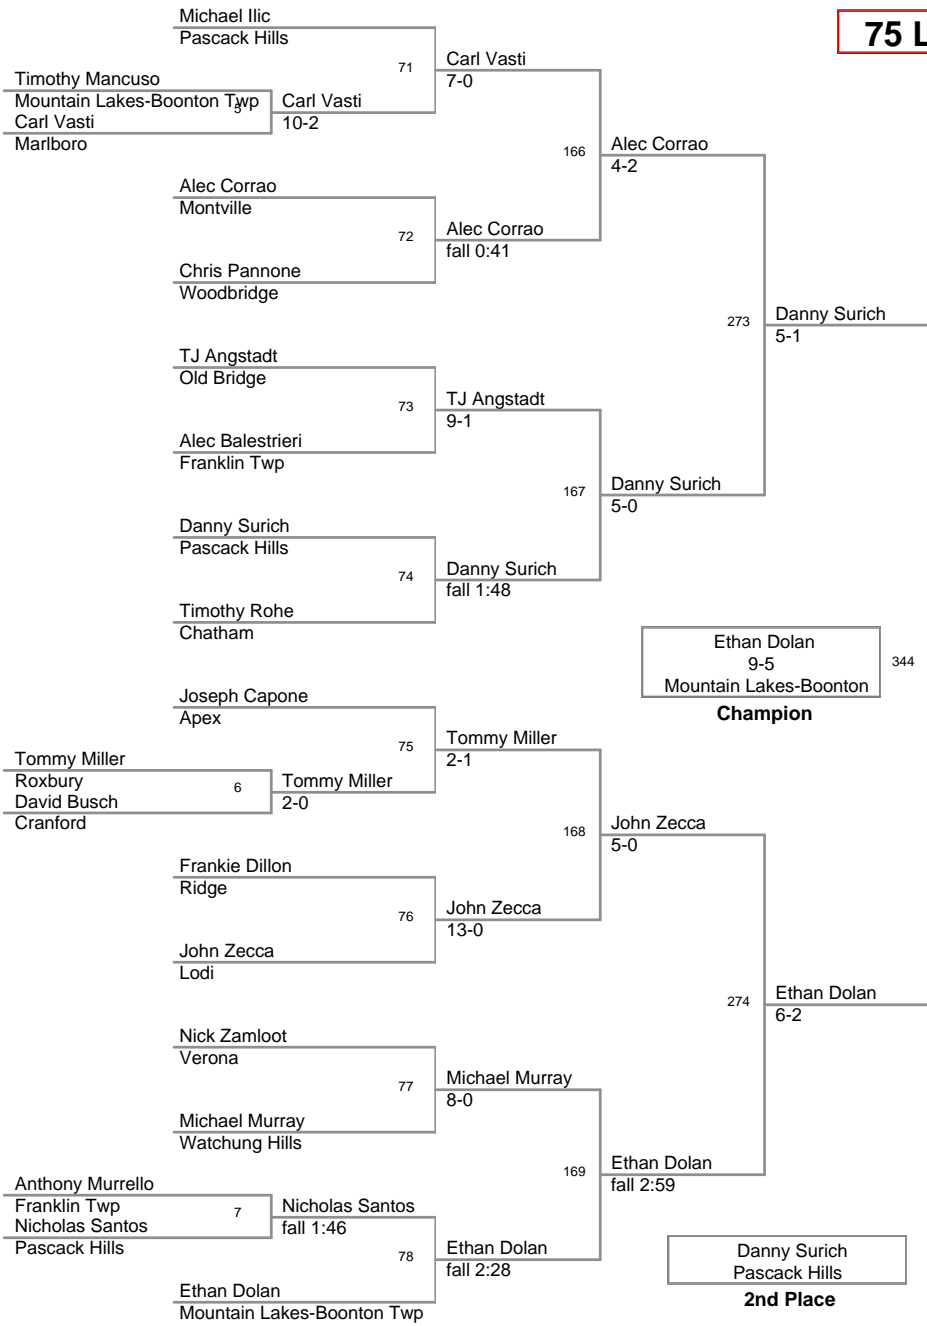 Michael Ilic
Pascack Hills
75 L
71
Carl Vasti
7-0
Timothy Mancuso
Mountain Lakes-Boonton Twp
5
Carl Vasti
Marlboro
Carl Vasti
10-2
166
Alec Corrao
4-2
Alec Corrao
Montville
72
Alec Corrao
fall 0:41
Chris Pannone
Woodbridge
273
Danny Surich
5-1
TJ Angstadt
Old Bridge
73
TJ Angstadt
9-1
Alec Balestrieri
Franklin Twp
167
Danny Surich
5-0
Danny Surich
Pascack Hills
74
Danny Surich
fall 1:48
Timothy Rohe
Chatham
Ethan Dolan
9-5
Mountain Lakes-Boonton
344
Champion
Joseph Capone
Apex
75
Tommy Miller
2-1
Tommy Miller
Roxbury
6
David Busch
Cranford
Tommy Miller
2-0
168
John Zecca
5-0
Frankie Dillon
Ridge
76
John Zecca
13-0
John Zecca
Lodi
274
Ethan Dolan
6-2
Nick Zamloot
Verona
77
Michael Murray
8-0
Michael Murray
Watchung Hills
169
Ethan Dolan
fall 2:59
Anthony Murrello
Franklin Twp
7
Nicholas Santos
Pascack Hills
Nicholas Santos
fall 1:46
78
Ethan Dolan
fall 2:28
Ethan Dolan
Mountain Lakes-Boonton Twp
Danny Surich
Pascack Hills
2nd Place